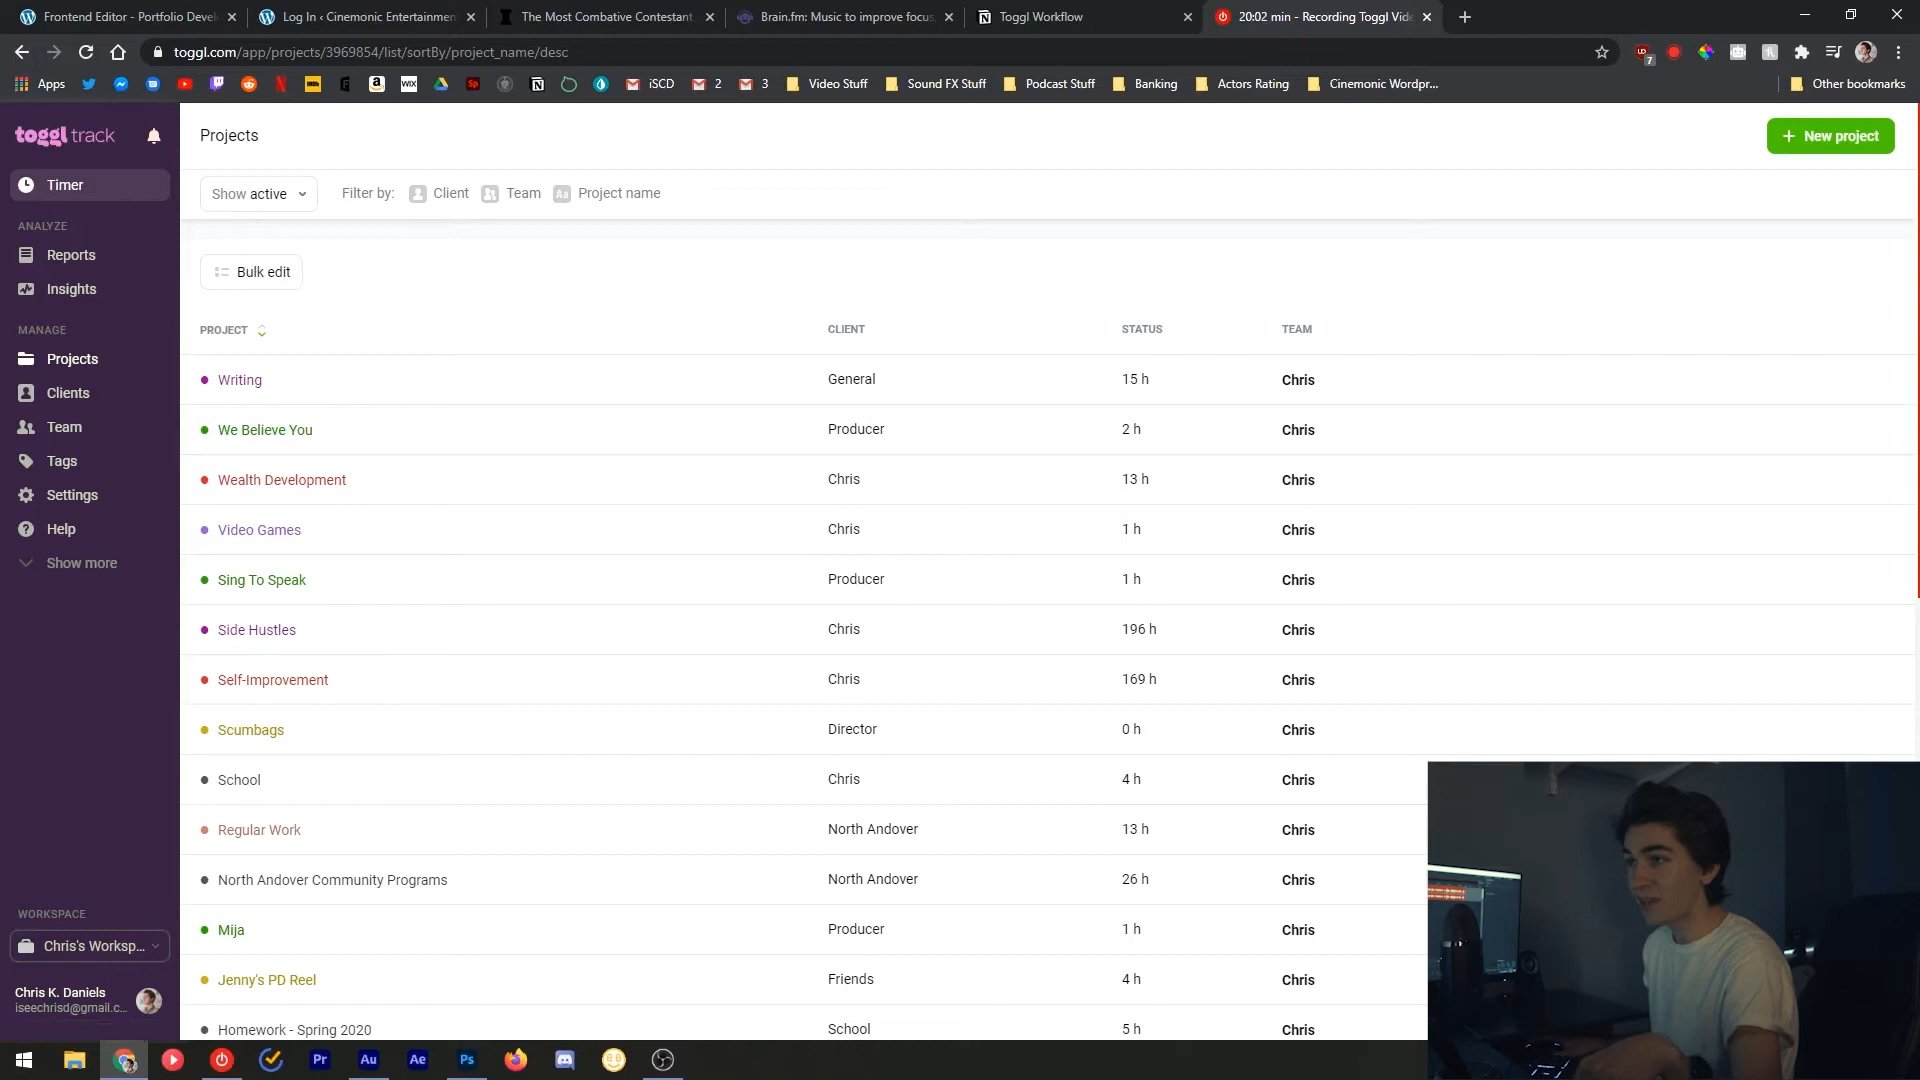 Frontend Editor - Portfolio Devel
Log In ‹ Cinemonic Entertainmen
The Most Combative Contestant
Brain.fm: Music to improve focus,
Toggl Workflow
20:02 min - Recording Toggl Vide
toggl.com/app/projects/3969854/list/sortBy/project_name/desc
7
Apps
iSCD
2
3
Video Stuff
Sound FX Stuff
Podcast Stuff
Banking
Actors Rating
Cinemonic Wordpr...
Other bookmarks
toggl track
Projects
+ New project
Timer
Show active
Filter by:
Client
Team
Aa
Project name
ANALYZE
Reports
Insights
Bulk edit
MANAGE
Projects
Clients
Team
Tags
Settings
Help
Show more
PROJECT CLIENT STATUS TEAM
Writing General 15 h Chris
We Believe You Producer 2 h Chris
Wealth Development Chris 13 h Chris
Video Games Chris 1 h Chris
Sing To Speak Producer 1 h Chris
Side Hustles Chris 196 h Chris
Self-Improvement Chris 169 h Chris
Scumbags Director 0 h Chris
School Chris 4 h Chris
Regular Work North Andover 13 h Chris
North Andover Community Programs North Andover 26 h Chris
Mija Producer 1 h Chris
Jenny's PD Reel Friends 4 h Chris
Homework - Spring 2020 School 5 h Chris
WORKSPACE
Chris's Worksp...
Chris K. Daniels
iseechrisd@gmail.c...
Pr
Au
Ae
Ps